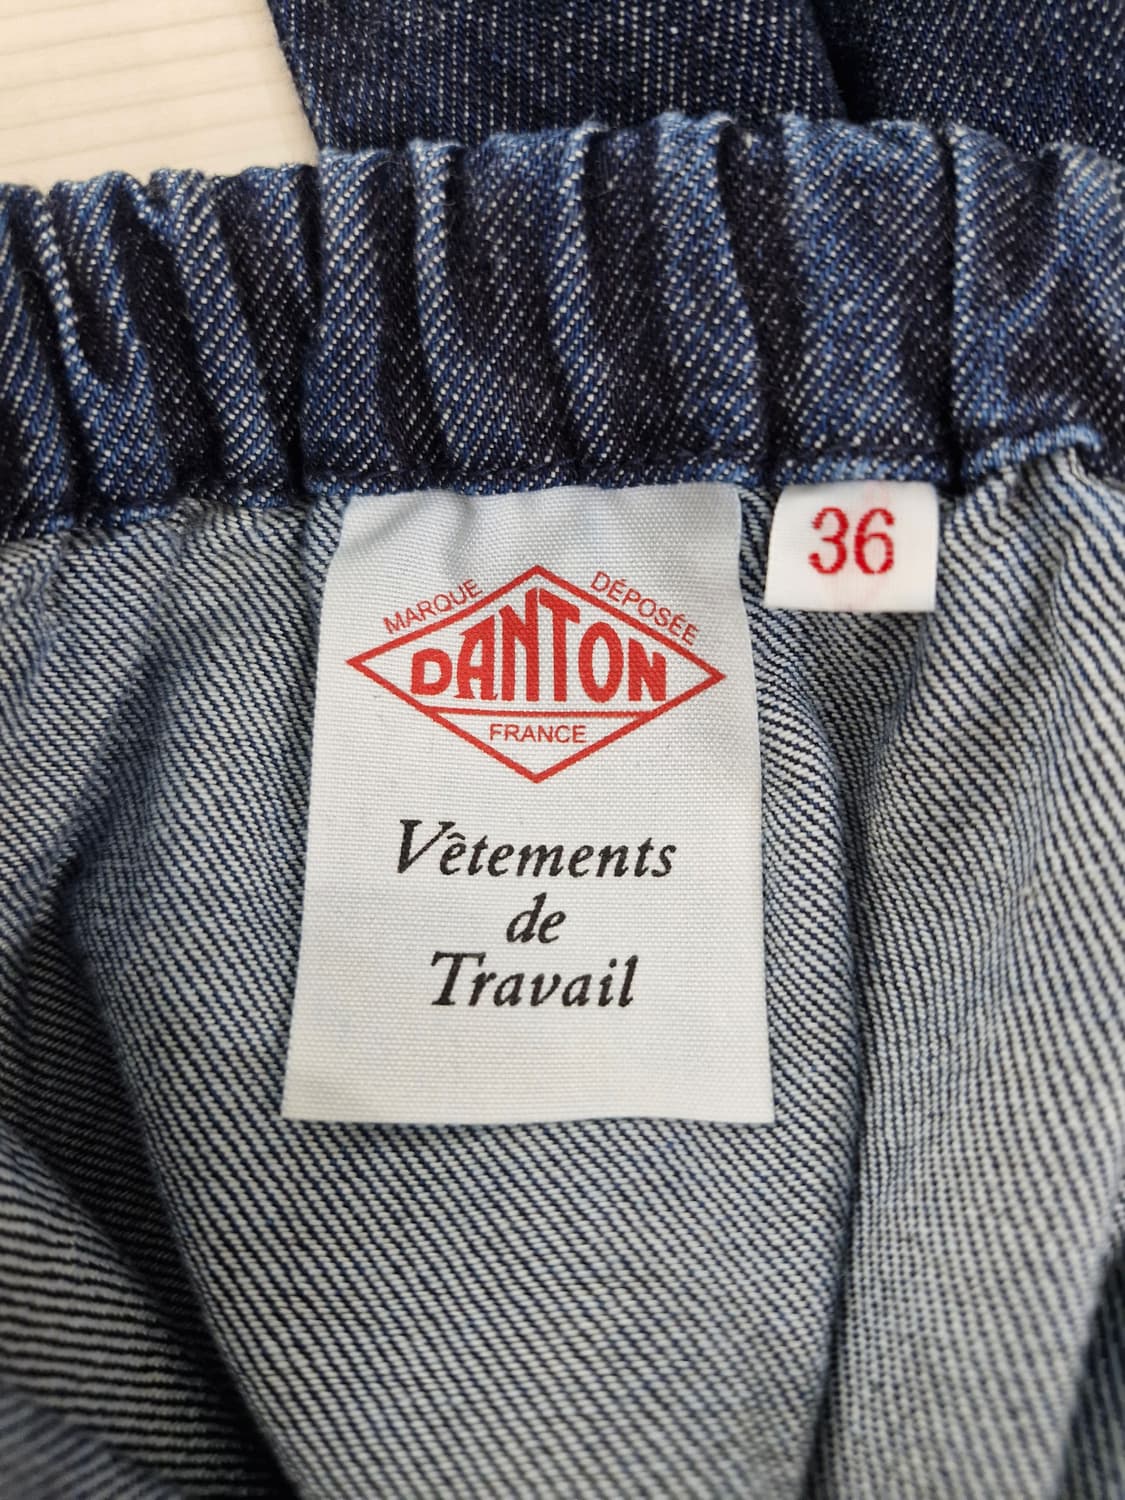 MARQUE DÉPOSÉE
DANTON
FRANCE
Vêtements
de
Travail
36